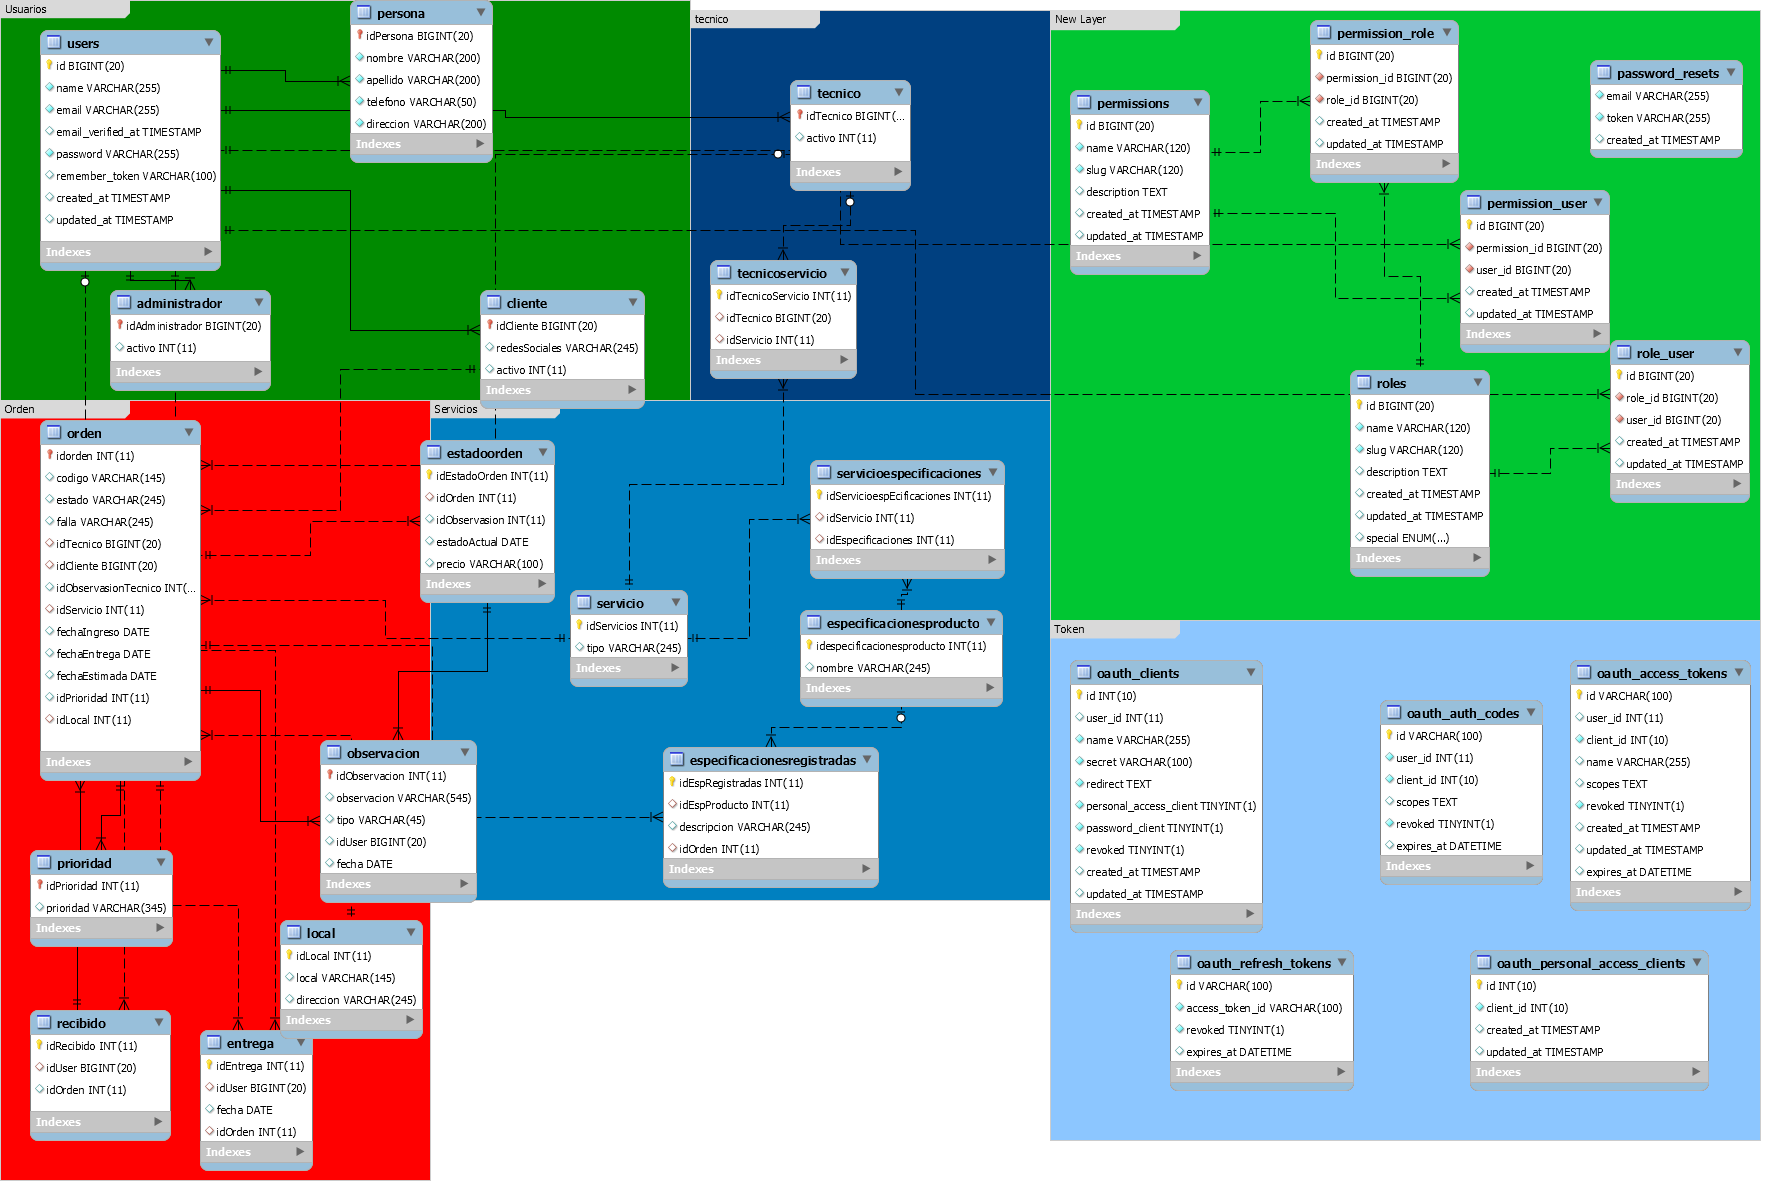 Usuarios
users
id BIGINT(20)
name VARCHAR(255)
email VARCHAR(255)
email_verified_at TIMESTAMP
password VARCHAR(255)
remember_token VARCHAR(100)
created_at TIMESTAMP
updated_at TIMESTAMP
Indexes
persona
idPersona BIGINT(20)
nombre VARCHAR(200)
apellido VARCHAR(200)
telefono VARCHAR(50)
direccion VARCHAR(200)
Indexes
administrador
idAdministrador BIGINT(20)
activo INT(11)
Indexes
cliente
idCliente BIGINT(20)
redesSociales VARCHAR(245)
activo INT(11)
Indexes
tecnico
tecnico
idTecnico BIGINT(...
activo INT(11)
Indexes
tecnicoservicio
idTecnicoServicio INT(11)
idTecnico BIGINT(20)
idServicio INT(11)
Indexes
New Layer
permissions
id BIGINT(20)
name VARCHAR(120)
slug VARCHAR(120)
description TEXT
created_at TIMESTAMP
updated_at TIMESTAMP
Indexes
permission_role
id BIGINT(20)
permission_id BIGINT(20)
role_id BIGINT(20)
created_at TIMESTAMP
updated_at TIMESTAMP
Indexes
password_resets
email VARCHAR(255)
token VARCHAR(255)
created_at TIMESTAMP
permission_user
id BIGINT(20)
permission_id BIGINT(20)
user_id BIGINT(20)
created_at TIMESTAMP
updated_at TIMESTAMP
Indexes
roles
id BIGINT(20)
name VARCHAR(120)
slug VARCHAR(120)
description TEXT
created_at TIMESTAMP
updated_at TIMESTAMP
special ENUM(...)
Indexes
role_user
id BIGINT(20)
role_id BIGINT(20)
user_id BIGINT(20)
created_at TIMESTAMP
updated_at TIMESTAMP
Indexes
Orden
orden
idorden INT(11)
codigo VARCHAR(145)
estado VARCHAR(245)
falla VARCHAR(245)
idTecnico BIGINT(20)
idCliente BIGINT(20)
idObservasionTecnico INT(...
idServicio INT(11)
fechaIngreso DATE
fechaEntrega DATE
fechaEstimada DATE
idPrioridad INT(11)
idLocal INT(11)
Indexes
Servicios
estadoorden
idEstadoOrden INT(11)
idOrden INT(11)
idObservasion INT(11)
estadoActual DATE
precio VARCHAR(100)
Indexes
servicioespecificaciones
idServicioespEcificaciones INT(11)
idServicio INT(11)
idEspecificaciones INT(11)
Indexes
servicio
idServicios INT(11)
tipo VARCHAR(245)
Indexes
especificacionesproducto
idespecificacionesproducto INT(11)
nombre VARCHAR(245)
Indexes
especificacionesregistradas
idEspRegistradas INT(11)
idEspProducto INT(11)
descripcion VARCHAR(245)
idOrden INT(11)
Indexes
observacion
idObservacion INT(11)
observacion VARCHAR(545)
tipo VARCHAR(45)
idUser BIGINT(20)
fecha DATE
Indexes
prioridad
idPrioridad INT(11)
prioridad VARCHAR(345)
Indexes
local
idLocal INT(11)
local VARCHAR(145)
direccion VARCHAR(245)
Indexes
recibido
idRecibido INT(11)
idUser BIGINT(20)
idOrden INT(11)
Indexes
entrega
idEntrega INT(11)
idUser BIGINT(20)
fecha DATE
idOrden INT(11)
Indexes
Token
oauth_clients
id INT(10)
user_id INT(11)
name VARCHAR(255)
secret VARCHAR(100)
redirect TEXT
personal_access_client TINYINT(1)
password_client TINYINT(1)
revoked TINYINT(1)
created_at TIMESTAMP
updated_at TIMESTAMP
Indexes
oauth_auth_codes
id VARCHAR(100)
user_id INT(11)
client_id INT(10)
scopes TEXT
revoked TINYINT(1)
expires_at DATETIME
Indexes
oauth_access_tokens
id VARCHAR(100)
user_id INT(11)
client_id INT(10)
name VARCHAR(255)
scopes TEXT
revoked TINYINT(1)
created_at TIMESTAMP
updated_at TIMESTAMP
expires_at DATETIME
Indexes
oauth_refresh_tokens
id VARCHAR(100)
access_token_id VARCHAR(100)
revoked TINYINT(1)
expires_at DATETIME
Indexes
oauth_personal_access_clients
id INT(10)
client_id INT(10)
created_at TIMESTAMP
updated_at TIMESTAMP
Indexes